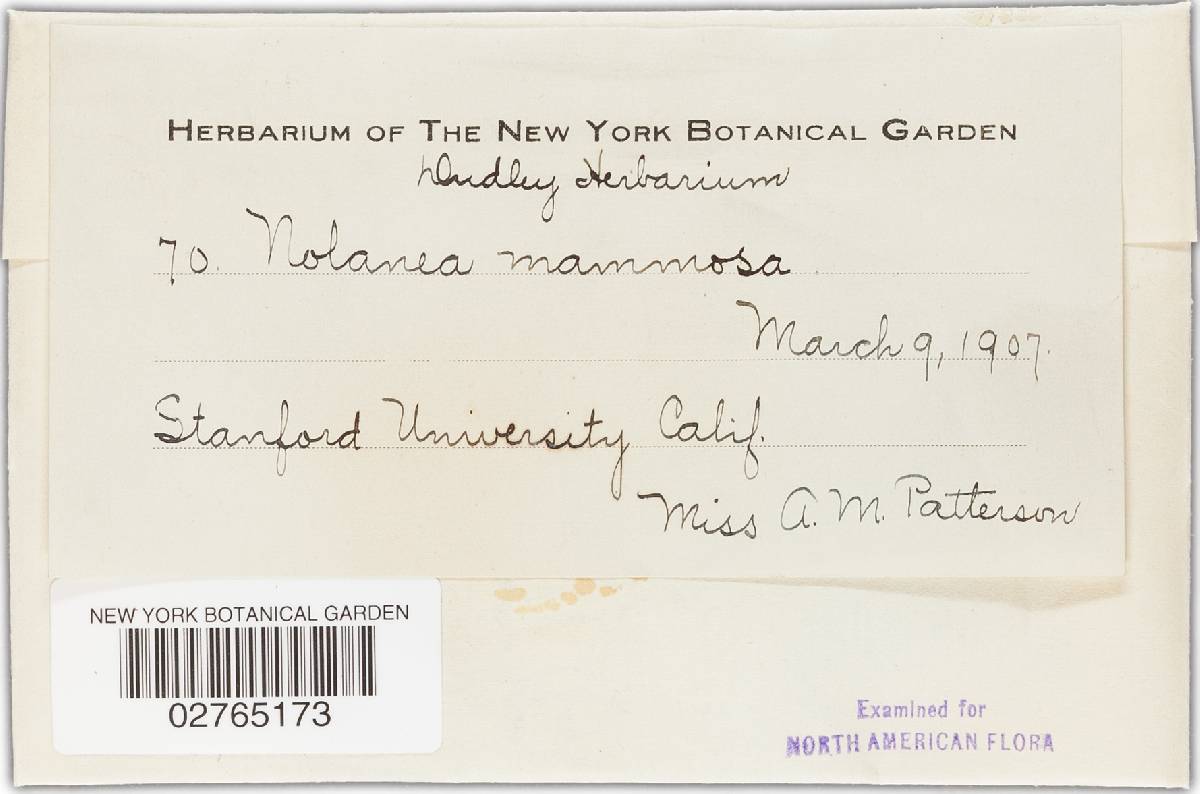 HERBARIUM OF THE NEW YORK BOTANICAL GARDEN
Dudley Herbarium
70. Nolanea mammosa
March 9, 1907.
Stanford University Calif.
Miss A. M. Patterson
NEW YORK BOTANICAL GARDEN
02765173
Examined for
NORTH AMERICAN FLORA